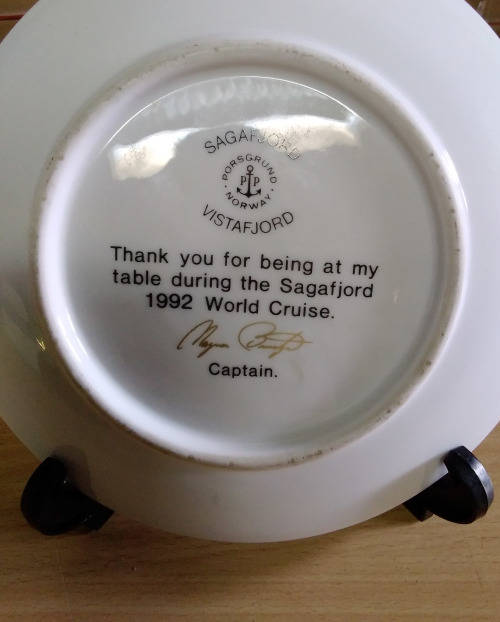 SAGAFJORD
PORSGRUND
PP
NORWAY
VISTAFJORD
Thank you for being at my
table during the Sagafjord
1992 World Cruise.
Captain.